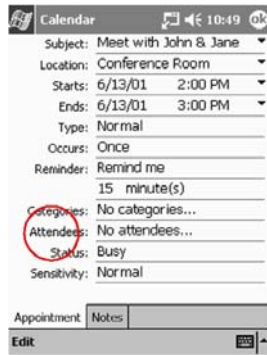 Calendar 10:49 ok
Subject: Meet with John & Jane
Location: Conference Room
Starts: 6/13/01 2:00 PM
Ends: 6/13/01 3:00 PM
Type: Normal
Occurs: Once
Reminder: Remind me
15 minute(s)
Categories: No categories...
Attendees: No attendees...
Status: Busy
Sensitivity: Normal
Appointment Notes
Edit